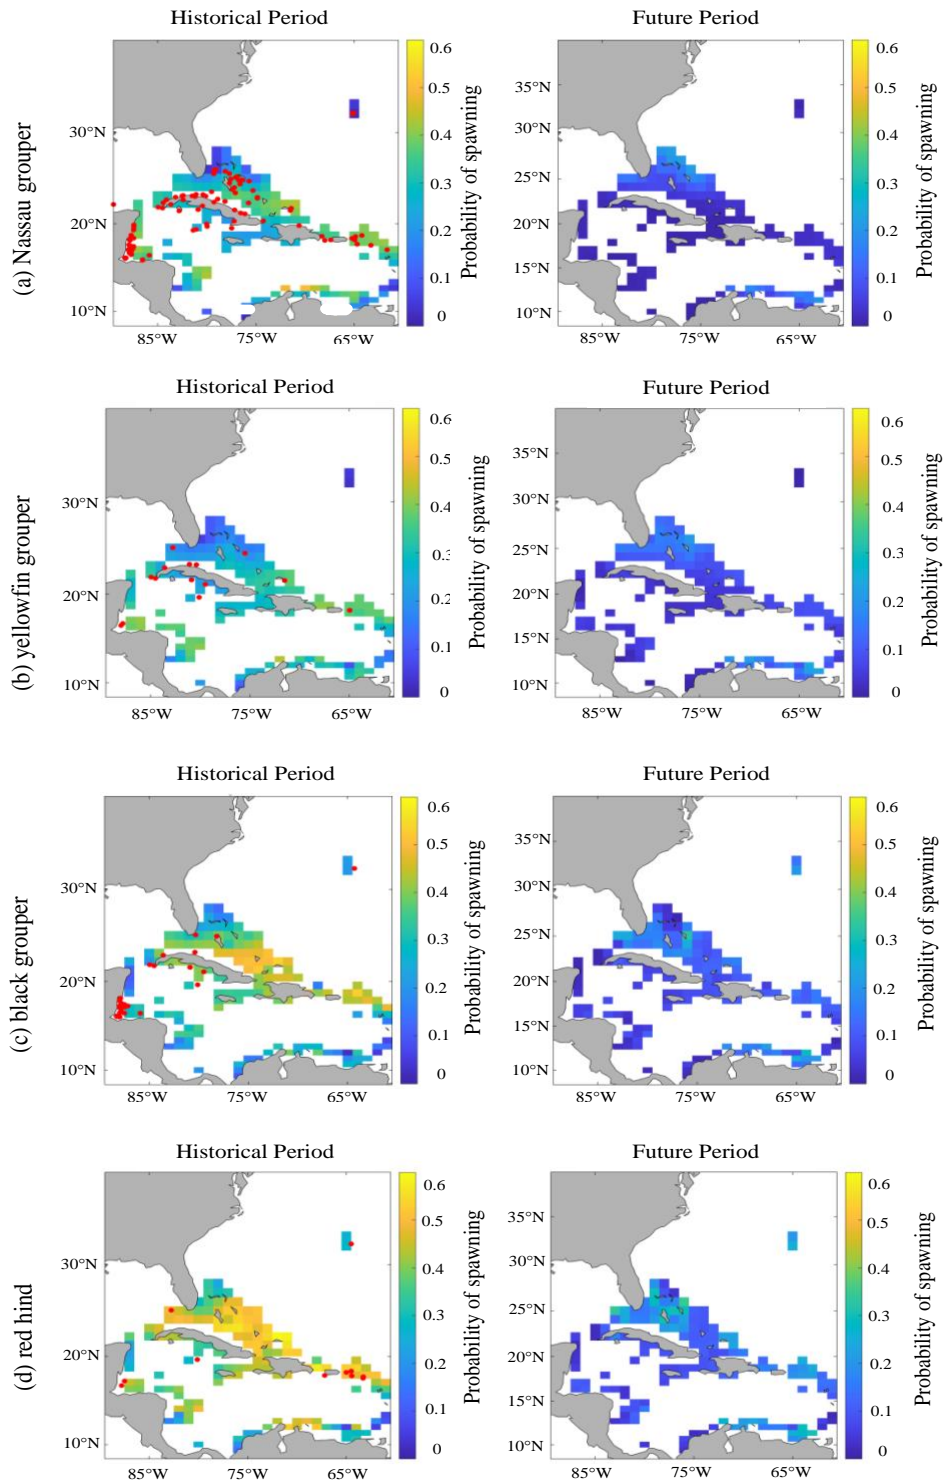 Historical Period
Future Period
(a) Nassau grouper
30°N
20°N
10°N
85°W
75°W
65°W
0.6
0.5
0.4
0.3
0.2
0.1
0
Probability of spawning
35°N
30°N
25°N
20°N
15°N
10°N
85°W
75°W
65°W
0.6
0.5
0.4
0.3
0.2
0.1
0
Probability of spawning
Historical Period
Future Period
(b) yellowfin grouper
30°N
20°N
10°N
85°W
75°W
65°W
0.6
0.5
0.4
0.3
0.2
0.1
0
Probability of spawning
35°N
30°N
25°N
20°N
15°N
10°N
85°W
75°W
65°W
0.6
0.5
0.4
0.3
0.2
0.1
0
Probability of spawning
Historical Period
Future Period
(c) black grouper
30°N
20°N
10°N
85°W
75°W
65°W
0.6
0.5
0.4
0.3
0.2
0.1
0
Probability of spawning
35°N
30°N
25°N
20°N
15°N
10°N
85°W
75°W
65°W
0.6
0.5
0.4
0.3
0.2
0.1
0
Probability of spawning
Historical Period
Future Period
(d) red hind
30°N
20°N
10°N
85°W
75°W
65°W
0.6
0.5
0.4
0.3
0.2
0.1
0
Probability of spawning
35°N
30°N
25°N
20°N
15°N
10°N
85°W
75°W
65°W
0.6
0.5
0.4
0.3
0.2
0.1
0
Probability of spawning